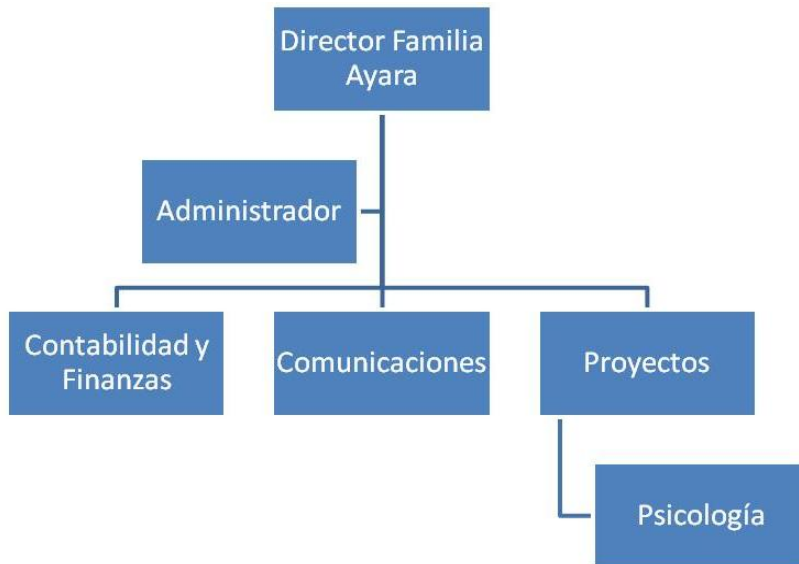 Director Familia
Ayara
Administrador
Contabilidad y
Finanzas
Comunicaciones
Proyectos
Psicología